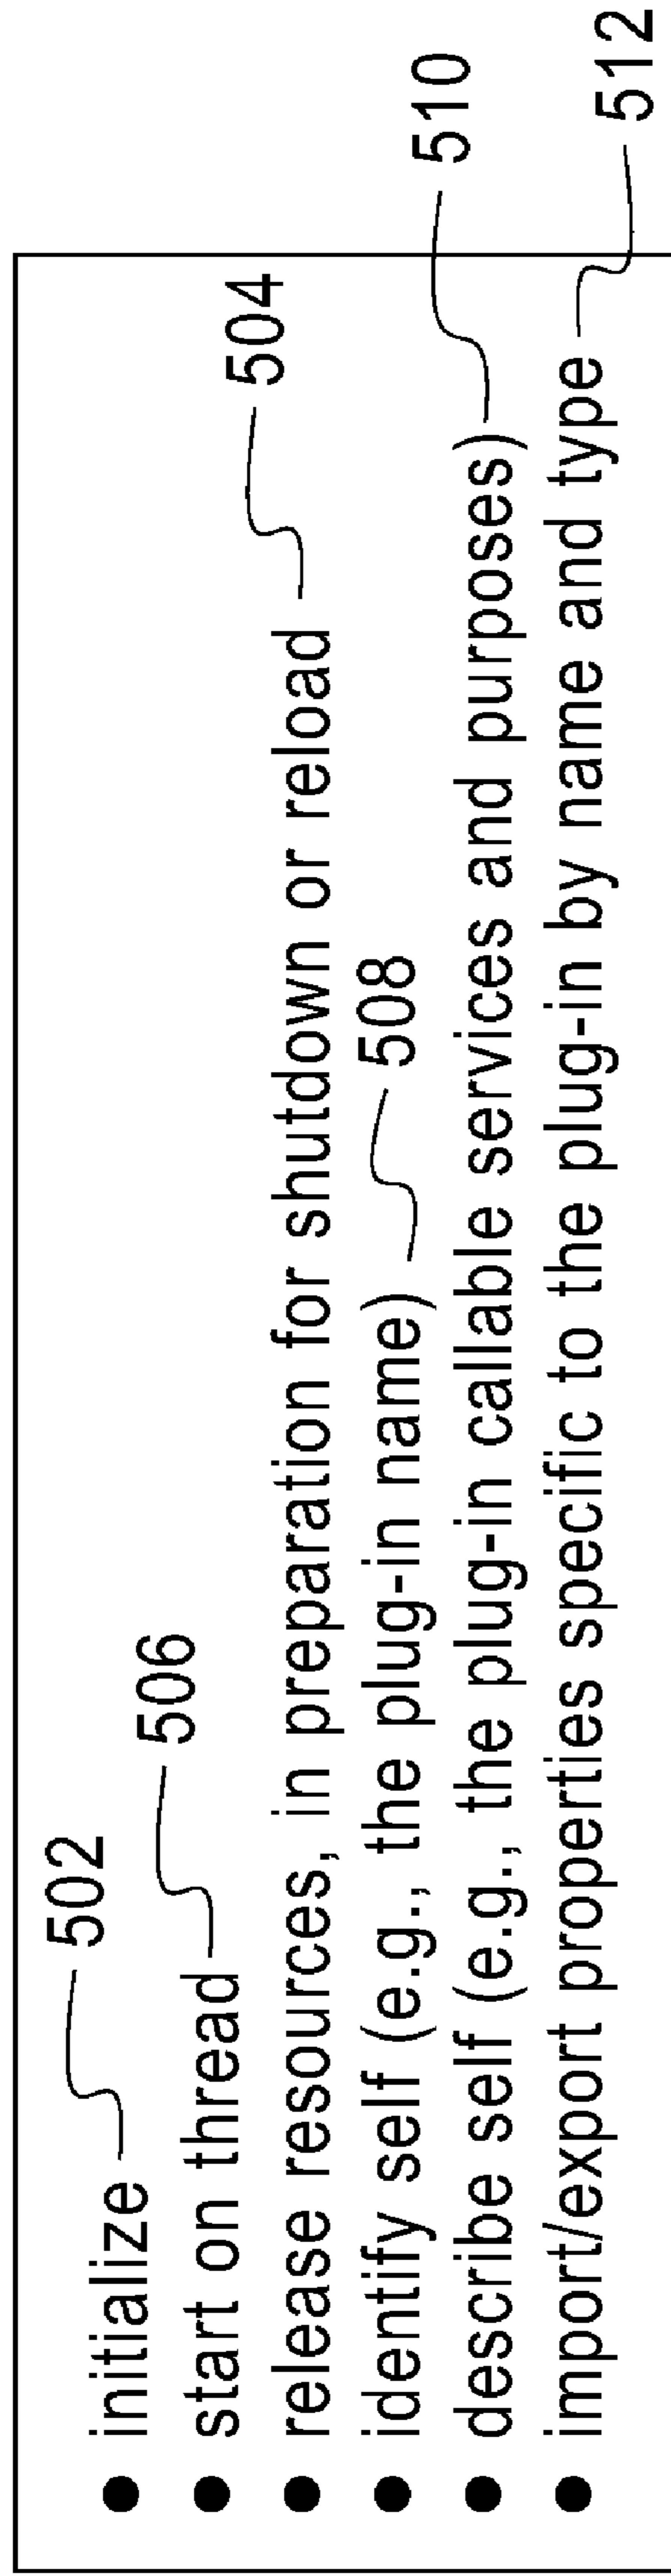 ● initialize 502
● start on thread 506
● release resources, in preparation for shutdown or reload 504
● identify self (e.g., the plug-in name) 508
● describe self (e.g., the plug-in callable services and purposes) 510
● import/export properties specific to the plug-in by name and type 512